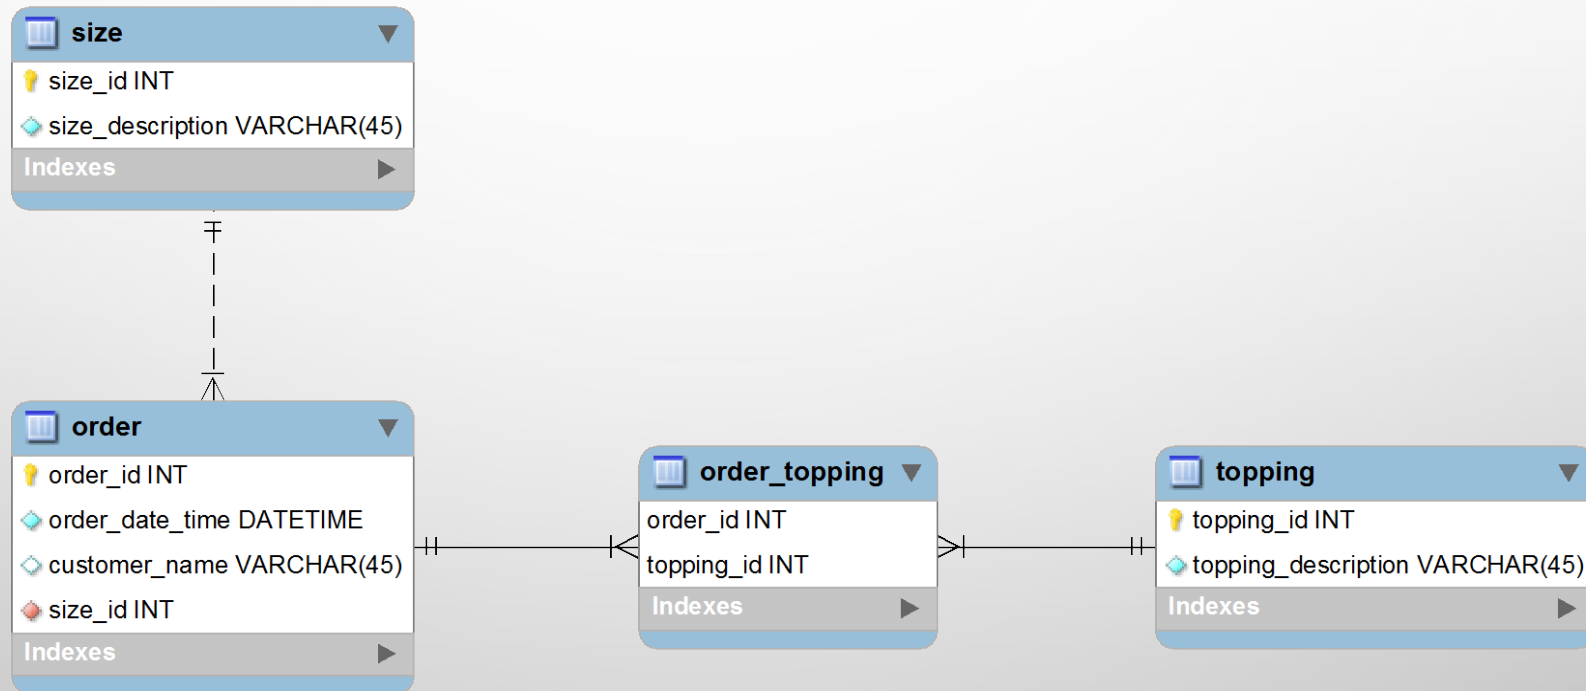 size
size_id INT
size_description VARCHAR(45)
Indexes
order
order_id INT
order_date_time DATETIME
customer_name VARCHAR(45)
size_id INT
Indexes
order_topping
order_id INT
topping_id INT
Indexes
topping
topping_id INT
topping_description VARCHAR(45)
Indexes